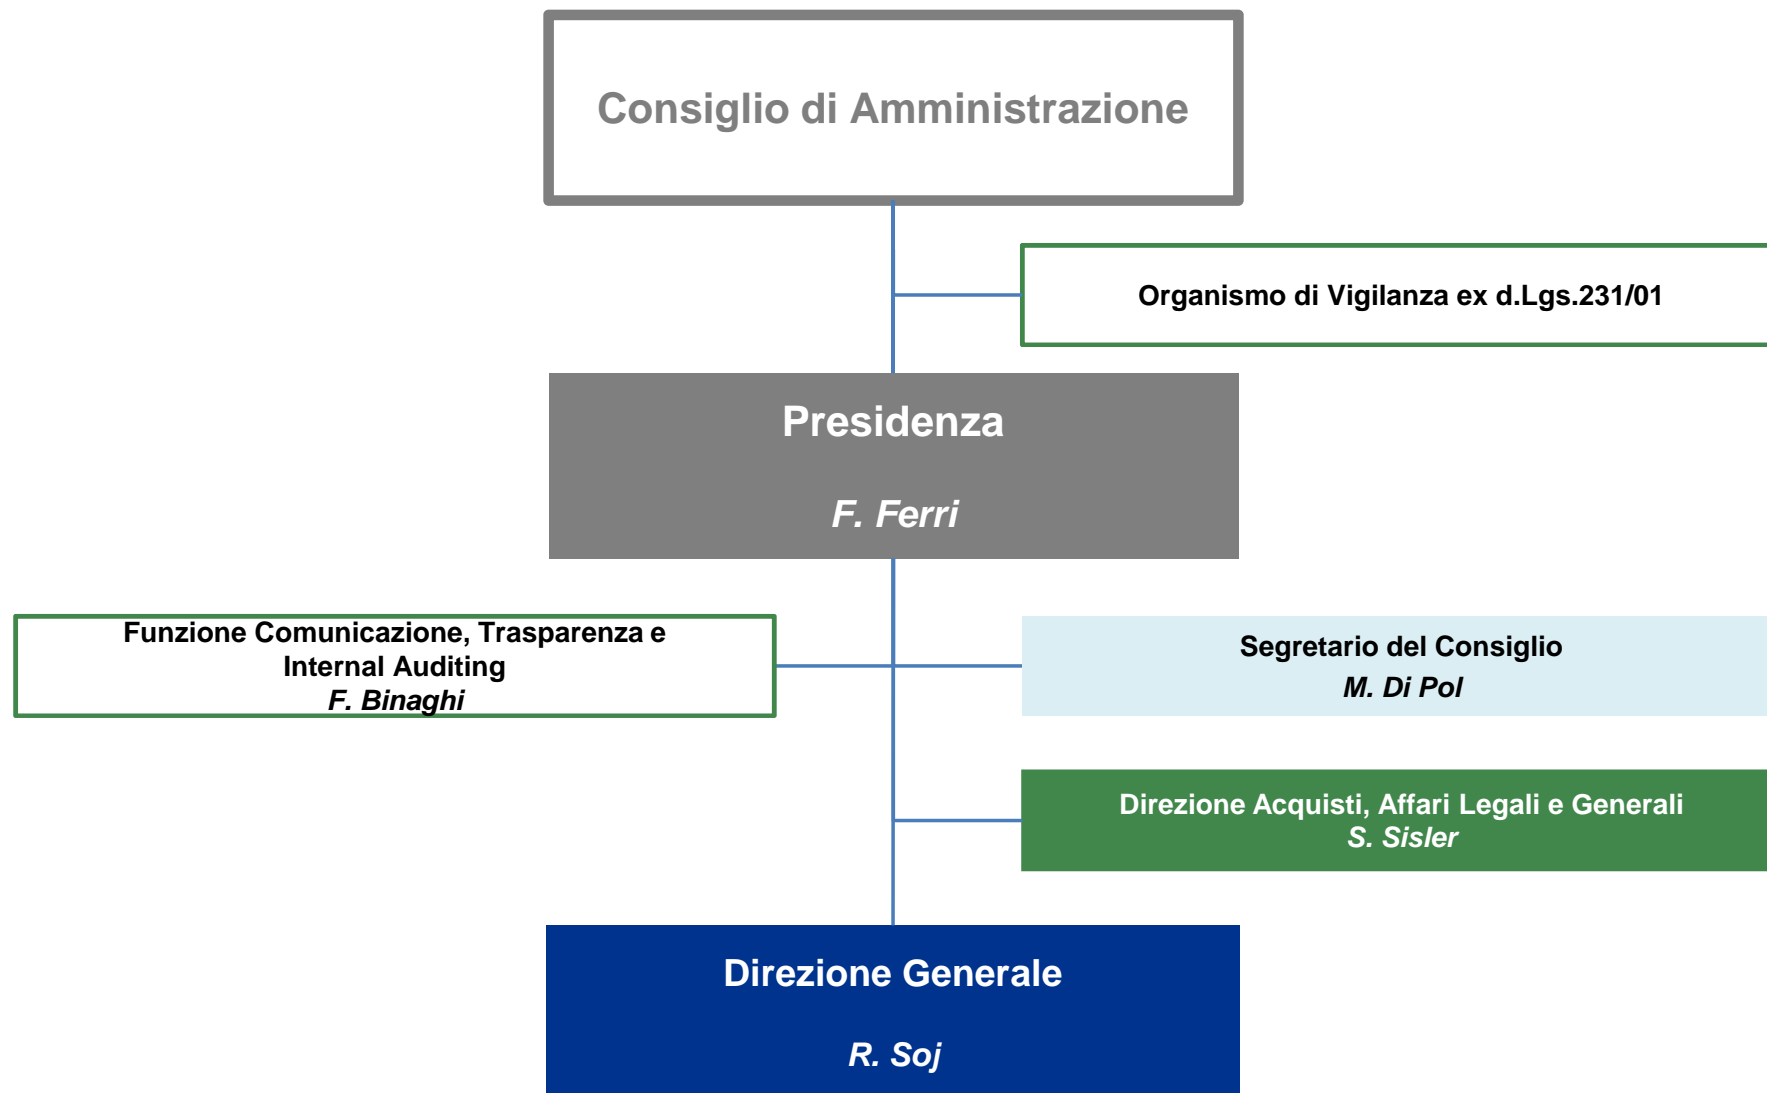 Consiglio di Amministrazione
Organismo di Vigilanza ex d.Lgs.231/01
Presidenza
F. Ferri
Funzione Comunicazione, Trasparenza e
Internal Auditing
F. Binaghi
Segretario del Consiglio
M. Di Pol
Direzione Acquisti, Affari Legali e Generali
S. Sisler
Direzione Generale
R. Soj